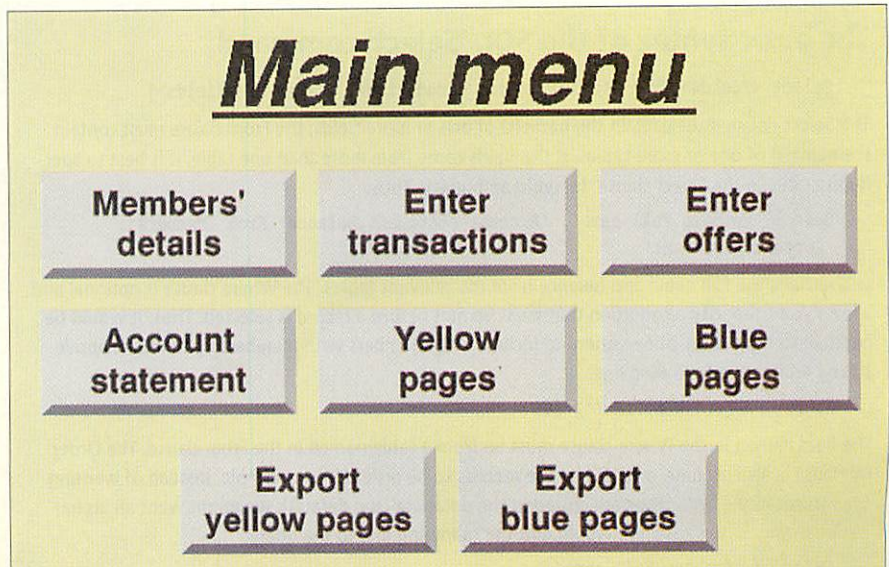 Main menu
Members'
details
Enter
transactions
Enter
offers
Account
statement
Yellow
pages
Blue
pages
Export
yellow pages
Export
blue pages